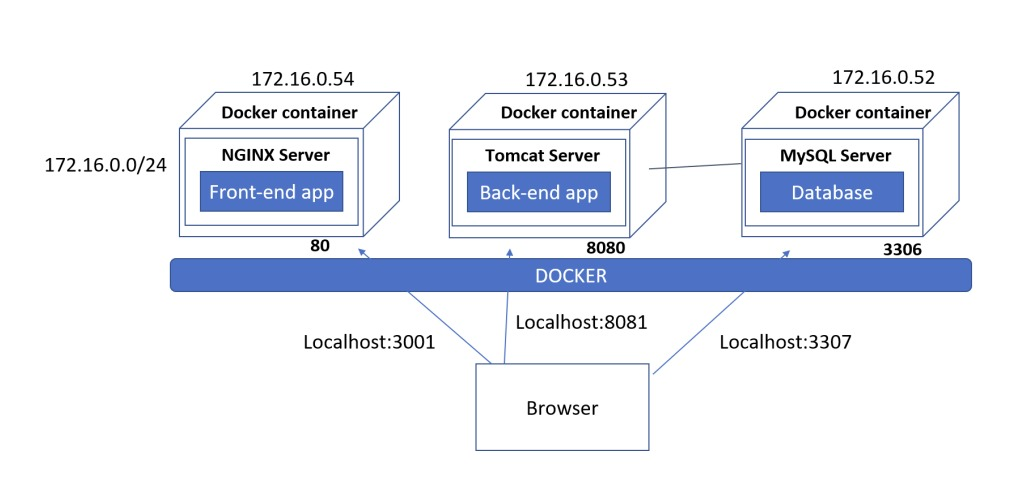 172.16.0.54
172.16.0.53
172.16.0.52
Docker container
Docker container
Docker container
172.16.0.0/24
NGINX Server
Tomcat Server
MySQL Server
Front-end app
Back-end app
Database
80
8080
3306
DOCKER
Localhost:3001
Localhost:8081
Localhost:3307
Browser